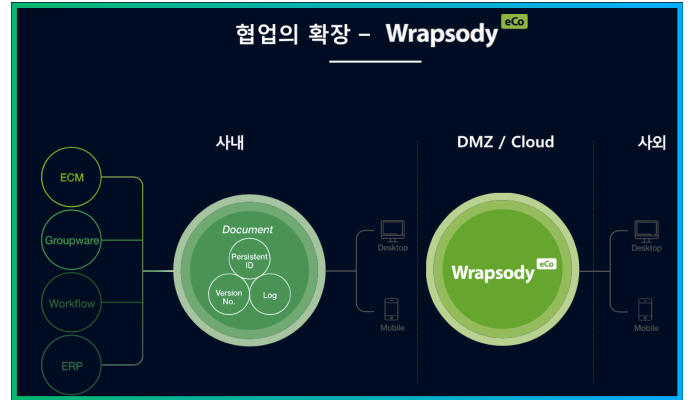 협업의 확장 – Wrapsody eCo
사내
DMZ / Cloud
사외
ECM
Groupware
Workflow
ERP
Document
Persistent
ID
Version
No.
Log
Desktop
Mobile
Wrapsody eCo
Desktop
Mobile